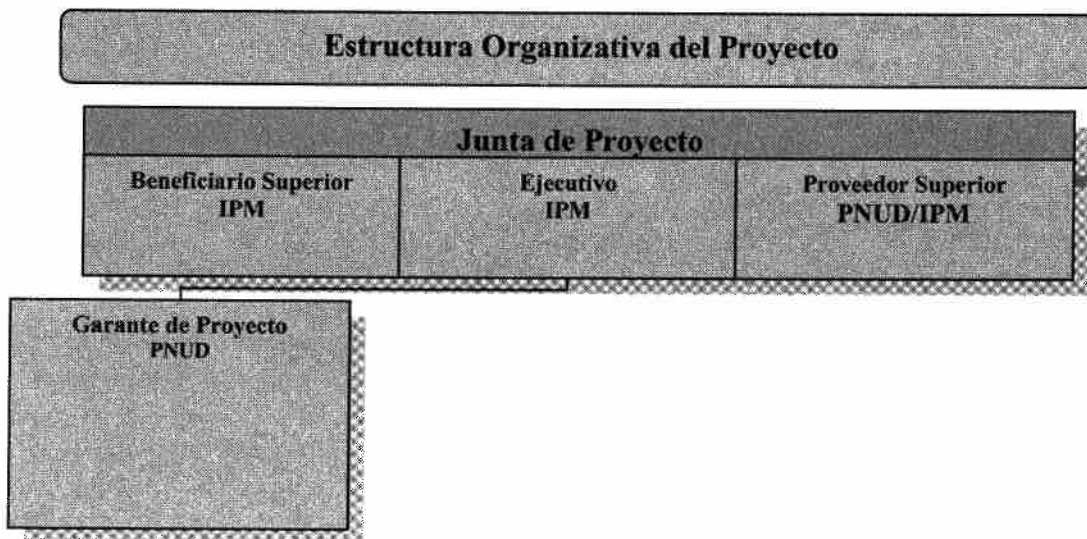 Estructura Organizativa del Proyecto
Junta de Proyecto
Beneficiario Superior
IPM
Ejecutivo
IPM
Proveedor Superior
PNUD/IPM
Garante de Proyecto
PNUD